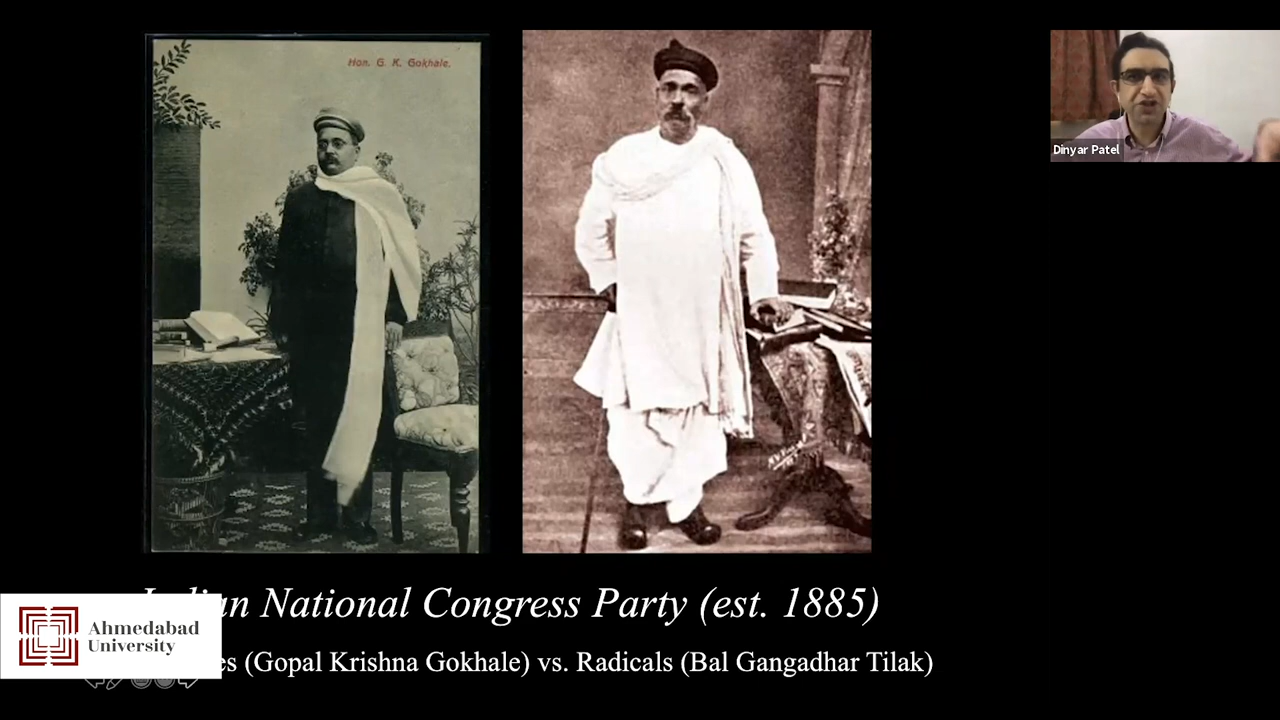 Hon. G. K. Gokhale.
Dinyar Patel
Indian National Congress Party (est. 1885)
Ahmedabad
University
es (Gopal Krishna Gokhale) vs. Radicals (Bal Gangadhar Tilak)